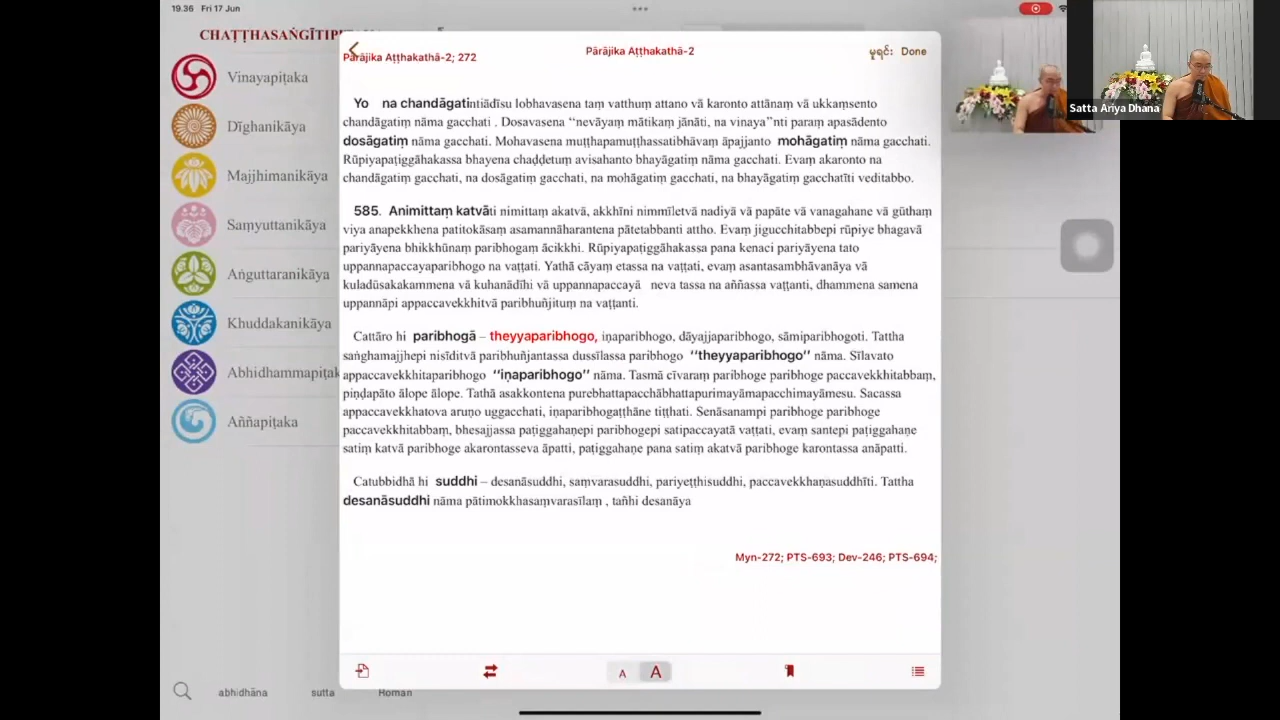 19.36 Fri 17 Jun
CHAṬṬHASAṄGĪTIPI
Vinayapiṭaka
Dīghanikāya
Majjhimanikāya
Saṃyuttanikāya
Aṅguttaranikāya
Khuddakanikāya
Abhidhammapiṭak
Aññapiṭaka
abhidhāna sutta Roman
Pārājika Aṭṭhakathā-2; 272
Pārājika Aṭṭhakathā-2
မူရင်း Done
Yo na chandāgatintiādīsu lobhavasena taṃ vatthuṃ attano vā karonto attānaṃ vā ukkaṃsento
chandāgatiṃ nāma gacchati . Dosavasena ‘‘nevāyaṃ mātikaṃ jānāti, na vinaya’’nti paraṃ apasādento
dosāgatiṃ nāma gacchati. Mohavasena muṭṭhapamuṭṭhassatibhāvaṃ āpajjanto mohāgatiṃ nāma gacchati.
Rūpiyapaṭiggāhakassa bhayena chaḍḍetuṃ avisahanto bhayāgatiṃ nāma gacchati. Evaṃ akaronto na
chandāgatiṃ gacchati, na dosāgatiṃ gacchati, na mohāgatiṃ gacchati, na bhayāgatiṃ gacchatīti veditabbo.
585. Animittaṃ katvāti nimittaṃ akatvā, akkhīni nimmīletvā nadiyā vā papāte vā vanagahane vā gūthaṃ
viya anapekkhena patitokāsaṃ asamannāharantena pātetabbanti attho. Evaṃ jigucchitabbepi rūpiye bhagavā
pariyāyena bhikkhūnaṃ paribhogaṃ ācikkhi. Rūpiyapaṭiggāhakassa pana kenaci pariyāyena tato
uppannapaccayaparibhogo na vaṭṭati. Yathā cāyaṃ etassa na vaṭṭati, evaṃ asantasambhāvanāya vā
kuladūsakakammena vā kuhanādīhi vā uppannapaccayā neva tassa na aññassa vaṭṭanti, dhammena samena
uppannāpi appaccavekkhitvā paribhuñjituṃ na vaṭṭanti.
Cattāro hi paribhogā – theyyaparibhogo, iṇaparibhogo, dāyajjaparibhogo, sāmiparibhogoti. Tattha
saṅghamajjhepi nisīditvā paribhuñjantassa dussīlassa paribhogo ‘‘theyyaparibhogo’’ nāma. Sīlavato
appaccavekkhitaparibhogo ‘‘iṇaparibhogo’’ nāma. Tasmā cīvaraṃ paribhoge paribhoge paccavekkhitabbaṃ,
piṇḍapāto ālope ālope. Tathā asakkontena purebhattapacchābhattapurimayāmapacchimayāmesu. Sacassa
appaccavekkhatova aruṇo uggacchati, iṇaparibhogaṭṭhāne tiṭṭhati. Senāsanampi paribhoge paribhoge
paccavekkhitabbaṃ, bhesajjassa paṭiggahaṇepi paribhogepi satipaccayatā vaṭṭati, evaṃ santepi paṭiggahaṇe
satiṃ katvā paribhoge akarontasseva āpatti, paṭiggahaṇe pana satiṃ akatvā paribhoge karontassa anāpatti.
Catubbidhā hi suddhi – desanāsuddhi, saṃvarasuddhi, pariyeṭṭhisuddhi, paccavekkhaṇasuddhīti. Tattha
desanāsuddhi nāma pātimokkhasaṃvarasīlaṃ , tañhi desanāya
Myn-272; PTS-693; Dev-246; PTS-694;
A A
Satta Ariya Dhana